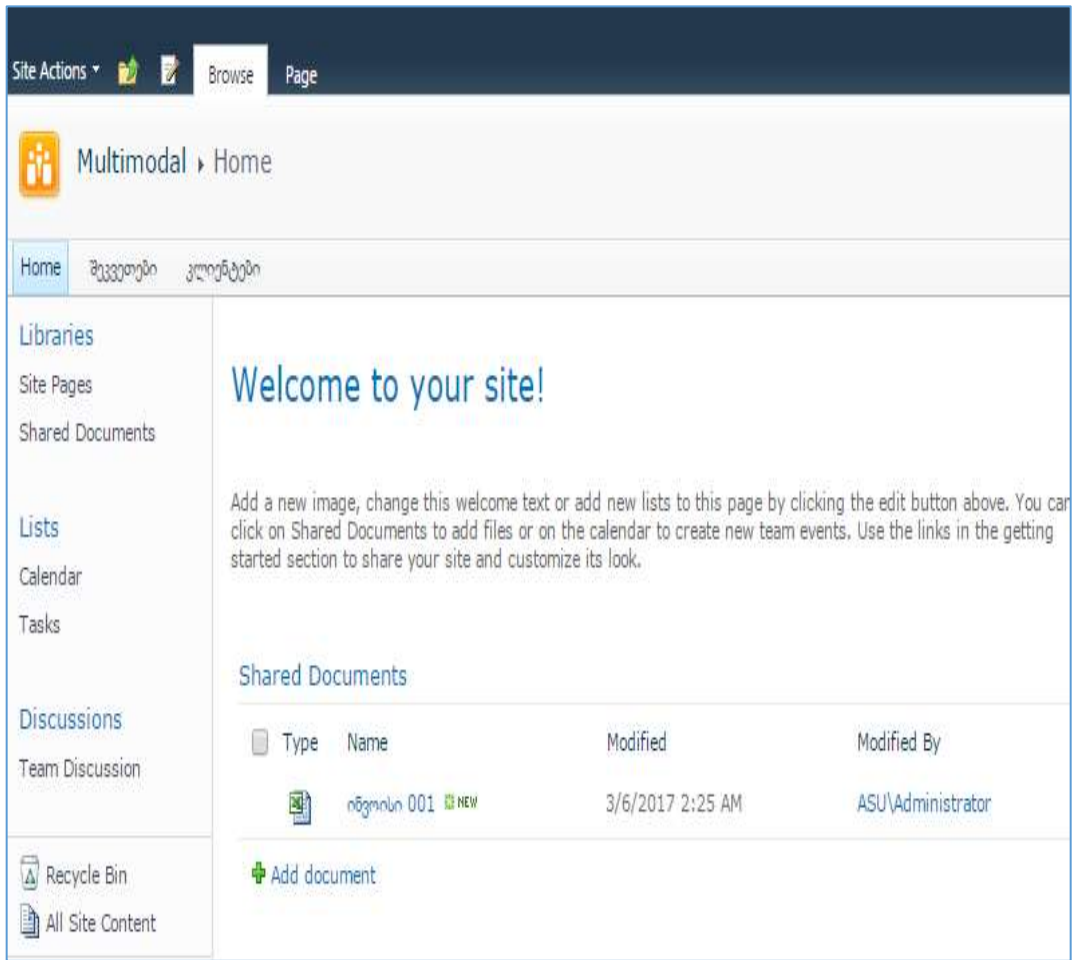 Site Actions Browse Page
Multimodal Home
Home შეკვეთები კლიენტები
Libraries
Site Pages
Shared Documents
Lists
Calendar
Tasks
Discussions
Team Discussion
Recycle Bin
All Site Content
Welcome to your site!
Add a new image, change this welcome text or add new lists to this page by clicking the edit button above. You can
click on Shared Documents to add files or on the calendar to create new team events. Use the links in the getting
started section to share your site and customize its look.
Shared Documents
Type Name Modified Modified By
ინვოისი 001 NEW 3/6/2017 2:25 AM ASU\Administrator
Add document